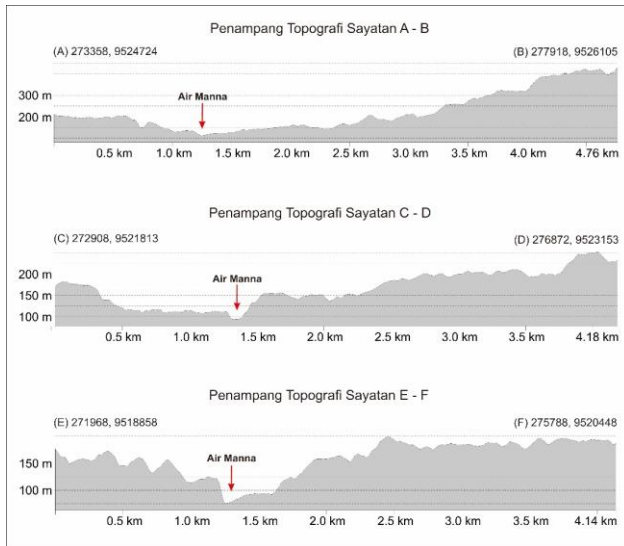 Penampang Topografi Sayatan A - B
(A) 273358, 9524724
(B) 277918, 9526105
Air Manna
300 m
200 m
0.5 km 1.0 km 1.5 km 2.0 km 2.5 km 3.0 km 3.5 km 4.0 km 4.76 km
Penampang Topografi Sayatan C - D
(C) 272908, 9521813
(D) 276872, 9523153
Air Manna
200 m
150 m
100 m
0.5 km 1.0 km 1.5 km 2.0 km 2.5 km 3.0 km 3.5 km 4.18 km
Penampang Topografi Sayatan E - F
(E) 271968, 9518858
(F) 275788, 9520448
Air Manna
150 m
100 m
0.5 km 1.0 km 1.5 km 2.0 km 2.5 km 3.0 km 3.5 km 4.14 km